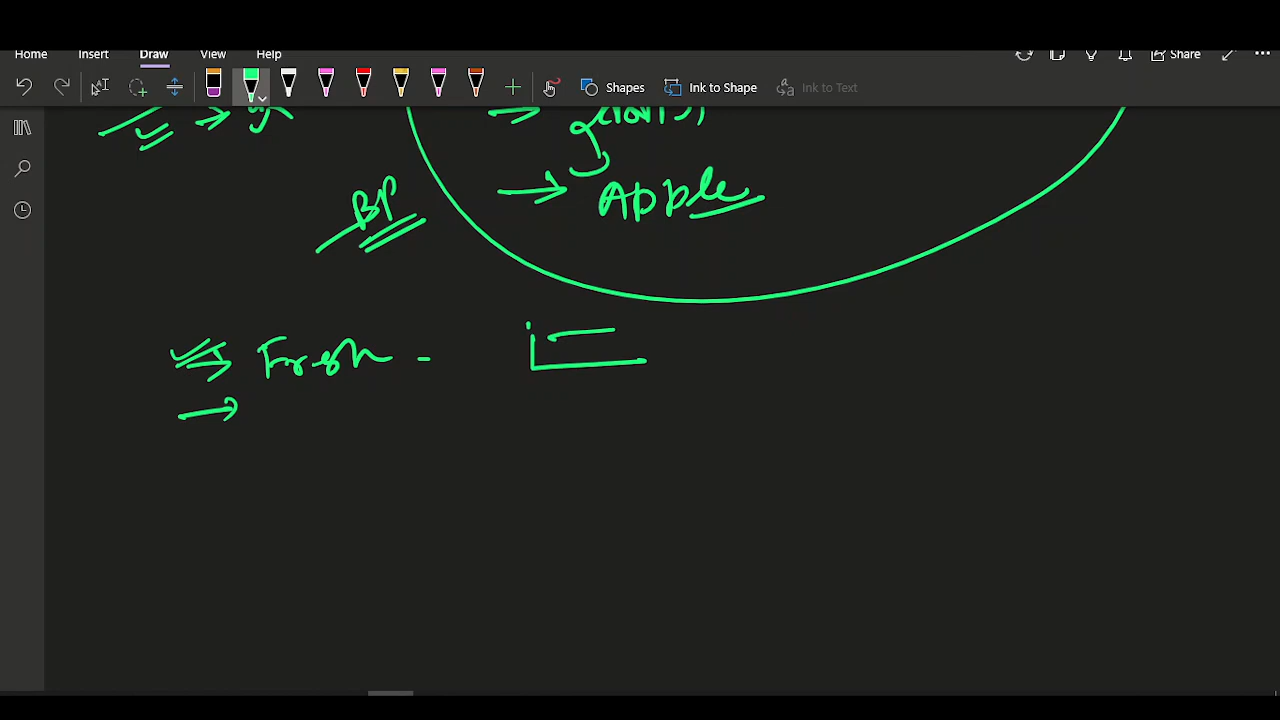 Home Insert Draw View Help Share
Shapes Ink to Shape Ink to Text
Apple
BP
Fresh -